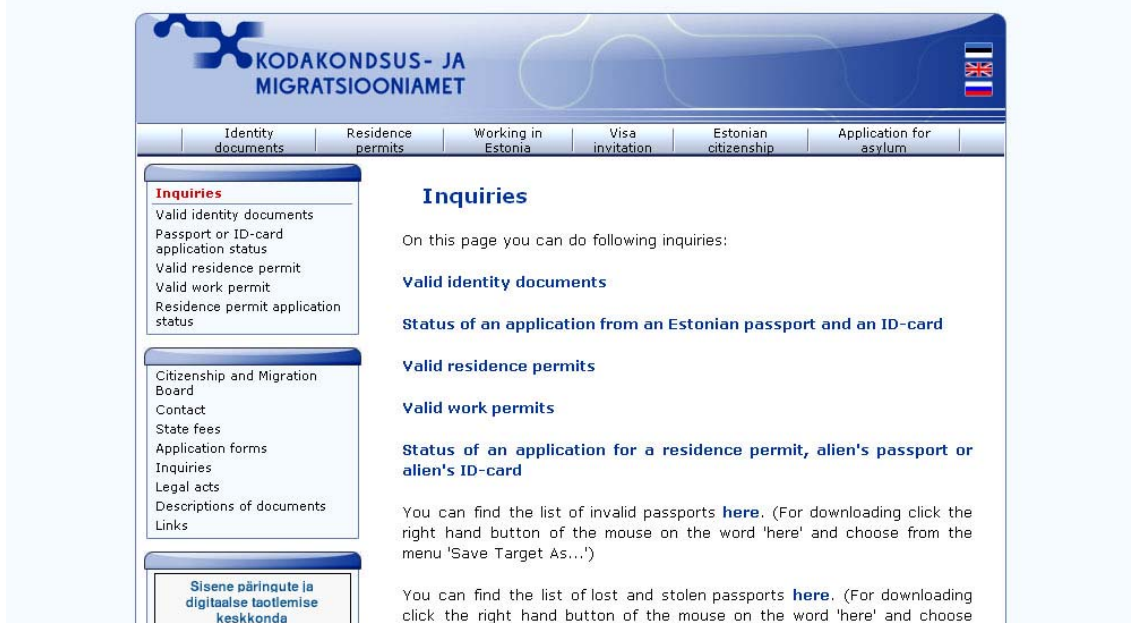 KODAKONDSUS- JA
MIGRATSIOONIAMET
Identity
documents
Residence
permits
Working in
Estonia
Visa
invitation
Estonian
citizenship
Application for
asylum
Inquiries
Valid identity documents
Passport or ID-card
application status
Valid residence permit
Valid work permit
Residence permit application
status
Citizenship and Migration
Board
Contact
State fees
Application forms
Inquiries
Legal acts
Descriptions of documents
Links
Sisene päringute ja
digitaalse taotlemise
keskkonda
Inquiries
On this page you can do following inquiries:
Valid identity documents
Status of an application from an Estonian passport and an ID-card
Valid residence permits
Valid work permits
Status of an application for a residence permit, alien's passport or
alien's ID-card
You can find the list of invalid passports here. (For downloading click the
right hand button of the mouse on the word 'here' and choose from the
menu 'Save Target As...')
You can find the list of lost and stolen passports here. (For downloading
click the right hand button of the mouse on the word 'here' and choose